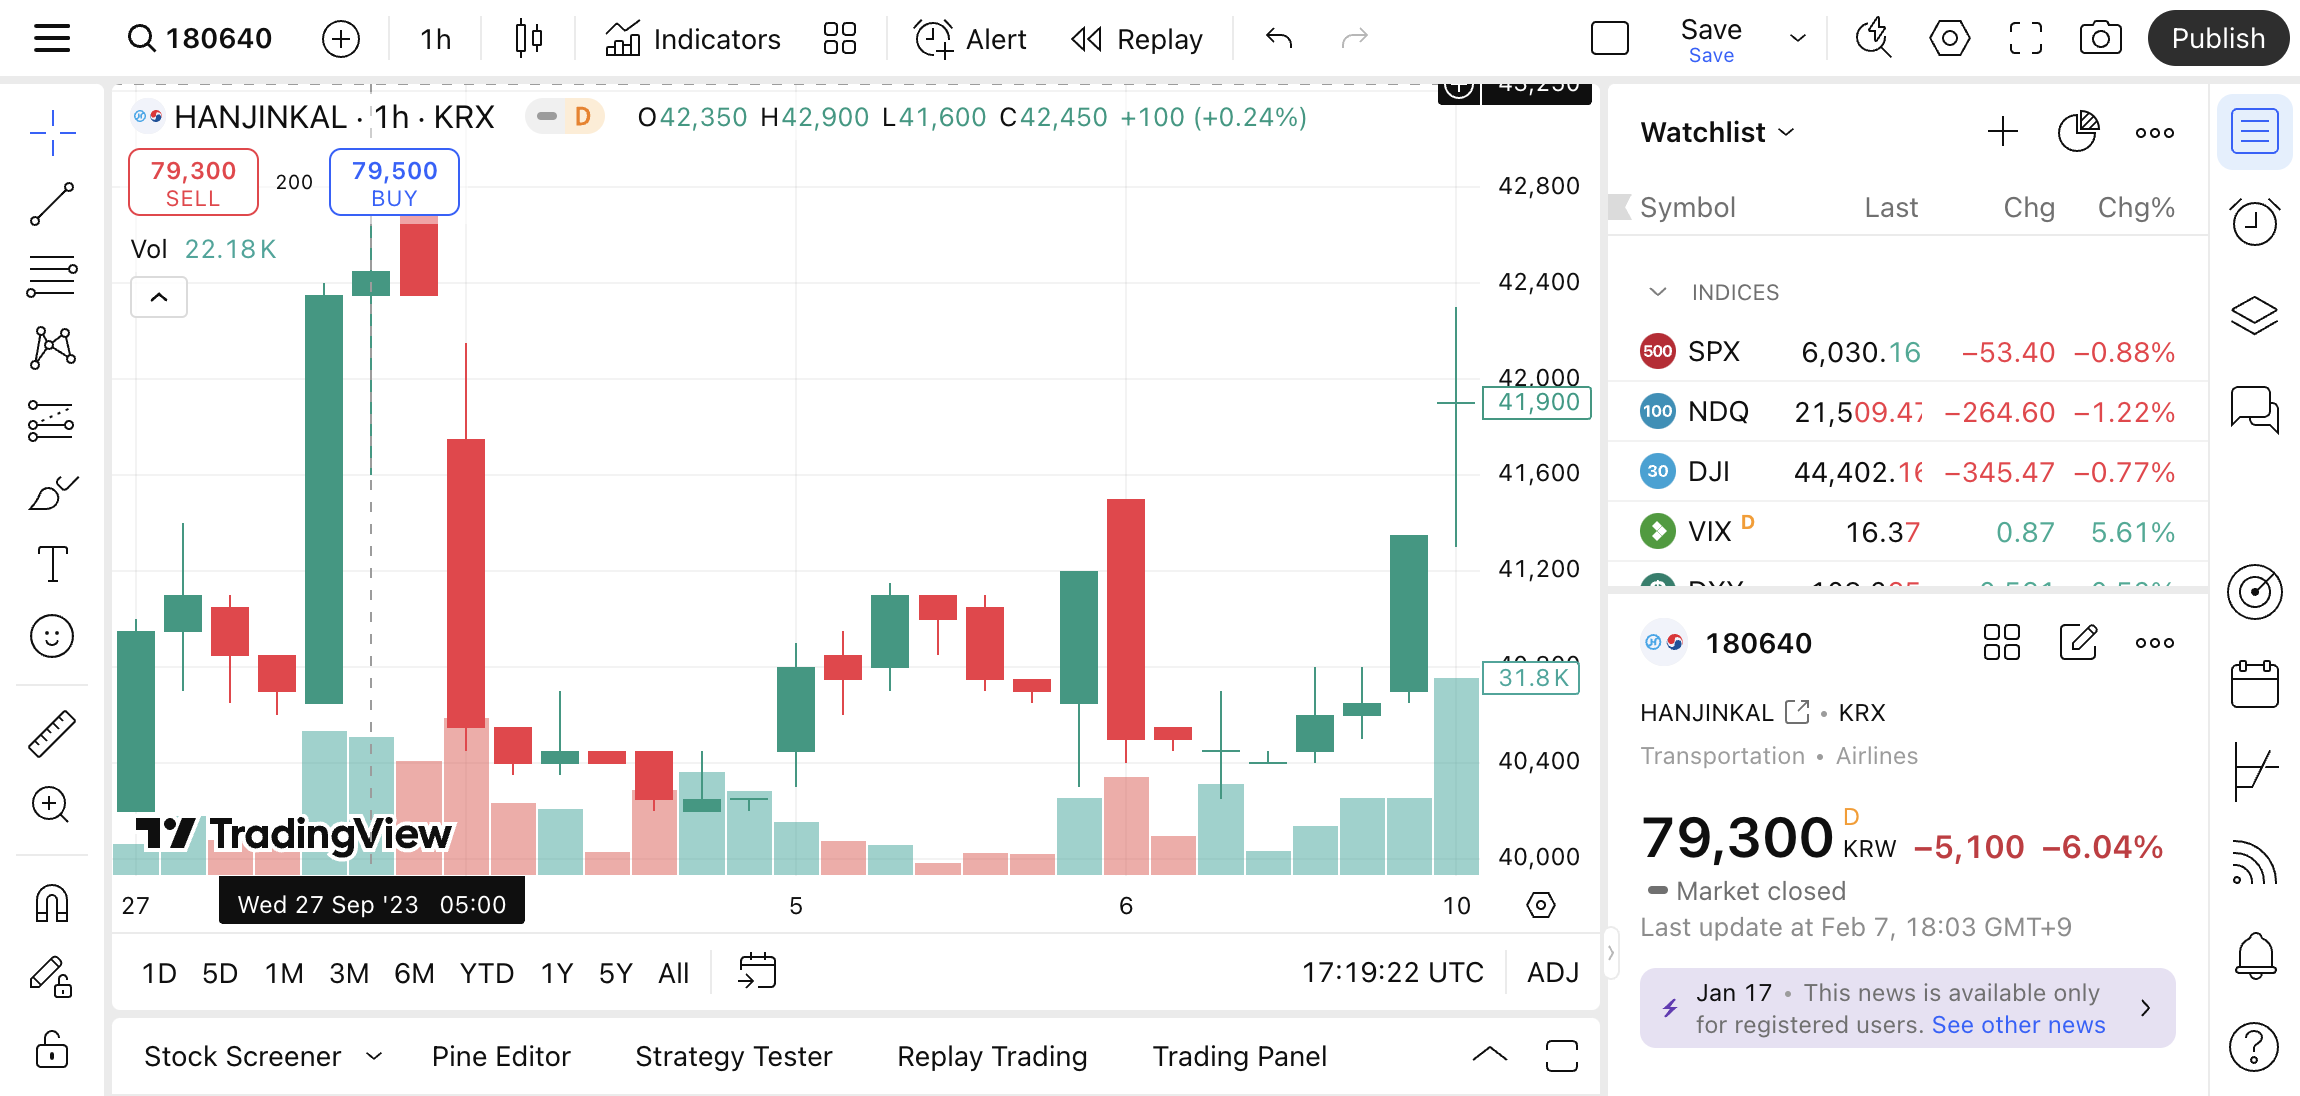 180640
1h
Indicators
Alert
Replay
Save
Save
Publish
HANJINKAL · 1h · KRX
D
O42,350 H42,900 L41,600 C42,450 +100 (+0.24%)
79,300
SELL
200
79,500
BUY
Vol 22.18K
43,250
42,800
42,400
42,000
41,900
41,600
41,200
31.8K
40,400
40,000
TradingView
27
Wed 27 Sep '23 05:00
5
6
10
1D 5D 1M 3M 6M YTD 1Y 5Y All
17:19:22 UTC
ADJ
Stock Screener
Pine Editor
Strategy Tester
Replay Trading
Trading Panel
Watchlist
Symbol Last Chg Chg%
INDICES
500 SPX 6,030.16 −53.40 −0.88%
100 NDQ 21,509.47 −264.60 −1.22%
30 DJI 44,402.16 −345.47 −0.77%
VIX D 16.37 0.87 5.61%
180640
HANJINKAL • KRX
Transportation • Airlines
79,300 D KRW −5,100 −6.04%
Market closed
Last update at Feb 7, 18:03 GMT+9
Jan 17 • This news is available only
for registered users. See other news